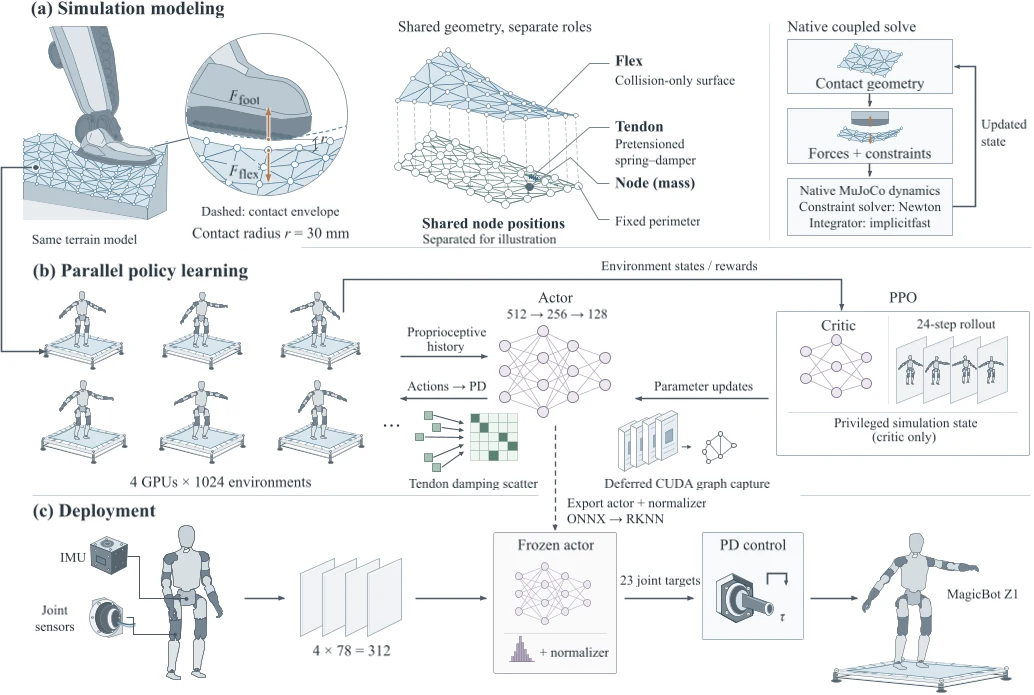 (a) Simulation modeling
F foot
r
F flex
Dashed: contact envelope
Contact radius r = 30 mm
Same terrain model
Shared geometry, separate roles
Flex
Collision-only surface
Tendon
Pretensioned
spring–damper
Node (mass)
Fixed perimeter
Shared node positions
Separated for illustration
Native coupled solve
Contact geometry
Forces + constraints
Updated
state
Native MuJoCo dynamics
Constraint solver: Newton
Integrator: implicitfast
(b) Parallel policy learning
Environment states / rewards
4 GPUs × 1024 environments
Proprioceptive
history
Actions → PD
...
Tendon damping scatter
Actor
512 → 256 → 128
Parameter updates
Deferred CUDA graph capture
PPO
Critic
24-step rollout
Privileged simulation state
(critic only)
Export actor + normalizer
ONNX → RKNN
(c) Deployment
IMU
Joint
sensors
4 × 78 = 312
Frozen actor
+ normalizer
23 joint targets
PD control
τ
MagicBot Z1